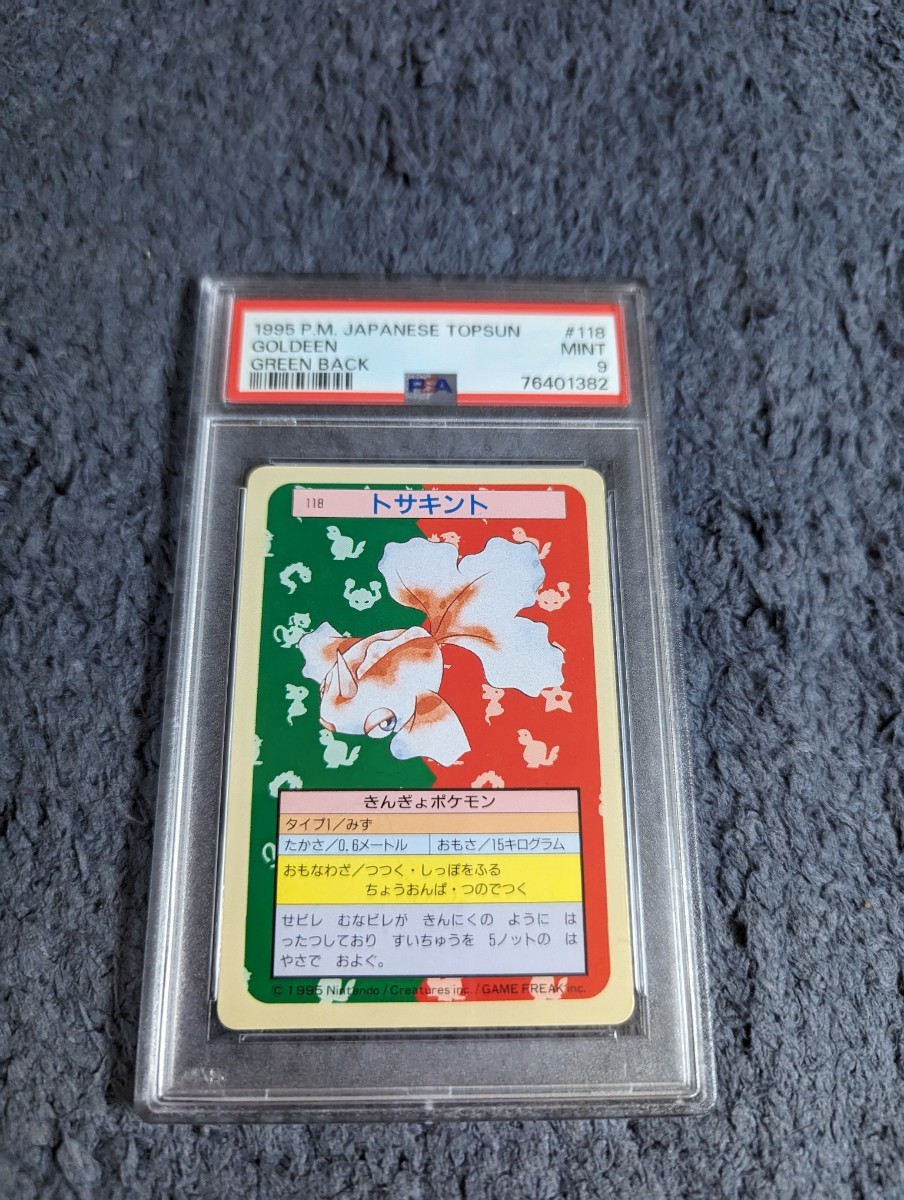 1995 P.M. JAPANESE TOPSUN #118
GOLDEEN MINT
GREEN BACK 9
PSA 76401382
118 トサキント
きんぎょポケモン
タイプ1/みず
たかさ/0.6メートル おもさ/15キログラム
おもなわざ/つつく・しっぽをふる
ちょうおんぱ・つのでつく
せビレ むなビレが きんにくの ように は
ったつしており すいちゅうを 5ノットの は
やさで およぐ。
© 1995 Nintendo/Creatures inc./GAME FREAK inc.